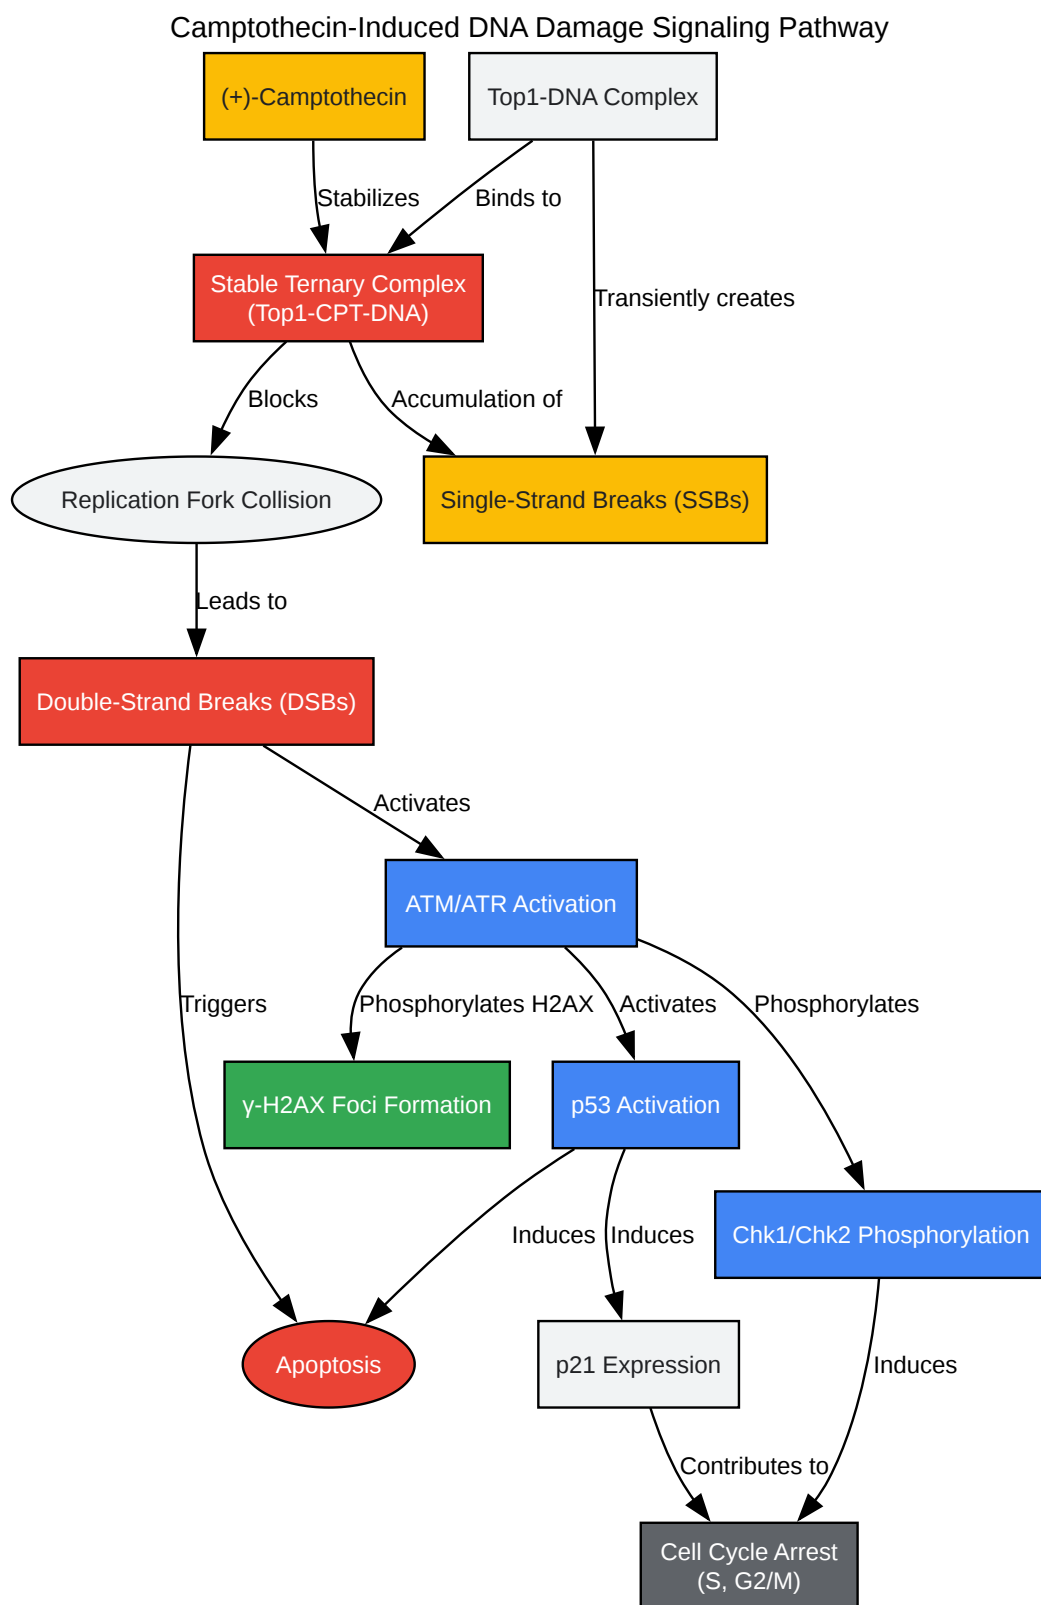 Camptothecin-Induced DNA Damage Signaling Pathway
(+)-Camptothecin
Top1-DNA Complex
Stabilizes
Binds to
Stable Ternary Complex
(Top1-CPT-DNA)
Transiently creates
Blocks
Accumulation of
Replication Fork Collision
Single-Strand Breaks (SSBs)
Leads to
Double-Strand Breaks (DSBs)
Activates
ATM/ATR Activation
Triggers
Phosphorylates H2AX
Activates
Phosphorylates
γ-H2AX Foci Formation
p53 Activation
Induces
Induces
Chk1/Chk2 Phosphorylation
Apoptosis
p21 Expression
Induces
Contributes to
Cell Cycle Arrest
(S, G2/M)